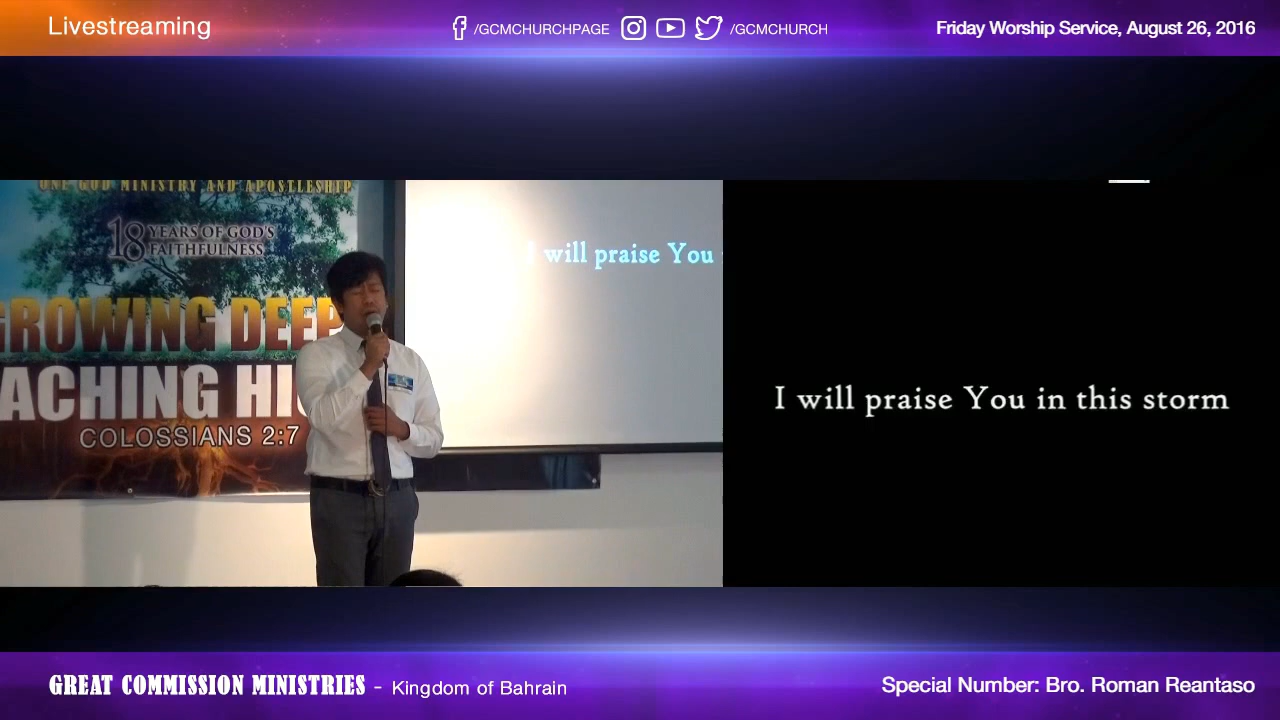 Livestreaming
/GCMCHURCHPAGE
/GCMCHURCH
Friday Worship Service, August 26, 2016
ONE GOD MINISTRY AND APOSTLESHIP
18 YEARS OF GOD'S
FAITHFULNESS
GROWING DEEP
COLOSSIANS 2:7
I will praise You
I will praise You in this storm
GREAT COMMISSION MINISTRIES - Kingdom of Bahrain
Special Number: Bro. Roman Reantaso